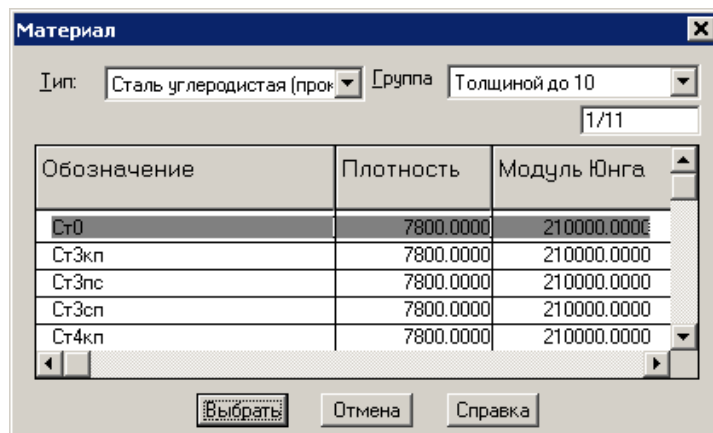 Материал
Тип: Сталь углеродистая (прок Группа Толщиной до 10
1/11
Обозначение Плотность Модуль Юнга
Ст0 7800.0000 210000.0000
Ст3кп 7800.0000 210000.0000
Ст3пс 7800.0000 210000.0000
Ст3сп 7800.0000 210000.0000
Ст4кп 7800.0000 210000.0000
Выбрать Отмена Справка